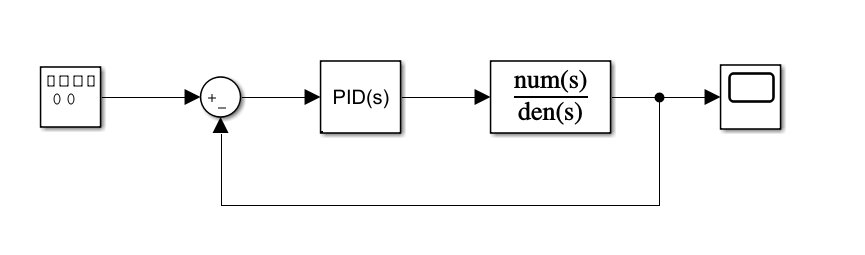 +
_
PID(s)
num(s)
den(s)